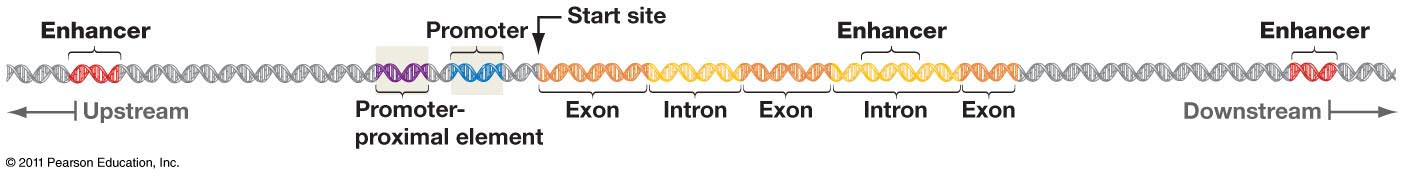 Start site
Enhancer
Promoter
Enhancer
Enhancer
Upstream
Promoter-
proximal element
Exon
Intron
Exon
Intron
Exon
Downstream
© 2011 Pearson Education, Inc.